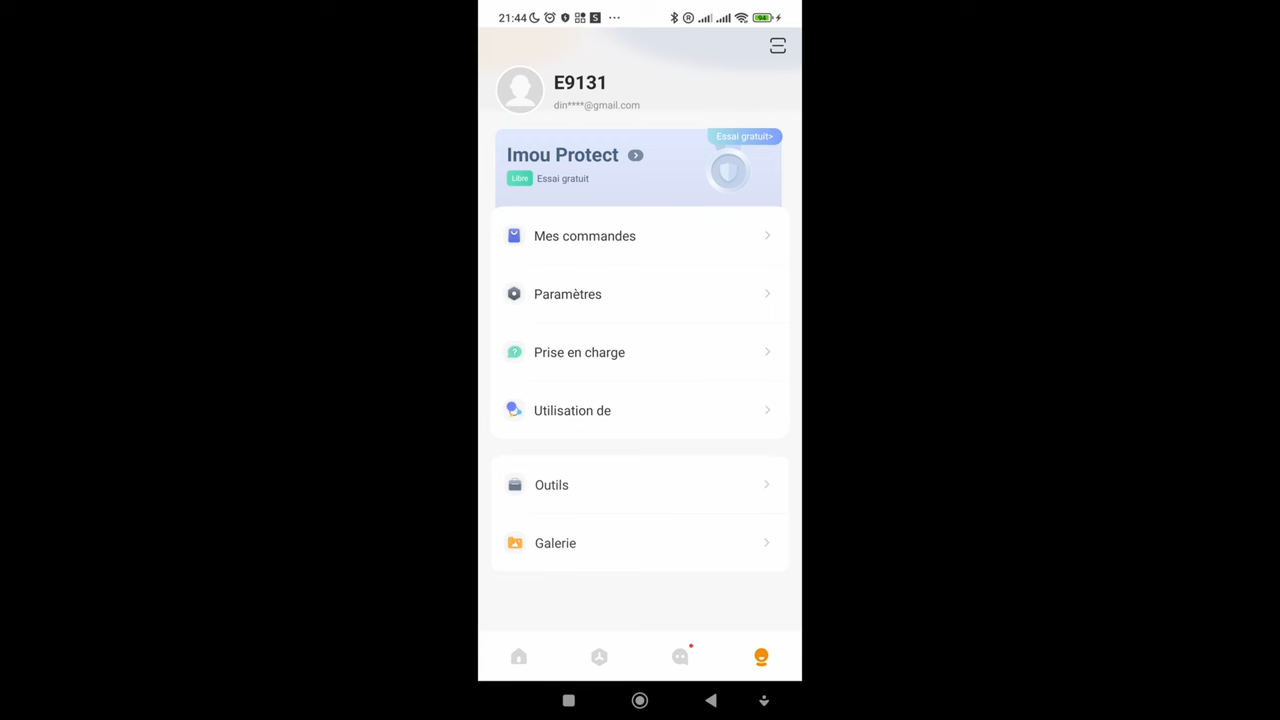 21:44 S ... R 94
E9131
din****@gmail.com
Essai gratuit>
Imou Protect
Libre Essai gratuit
Mes commandes
Paramètres
Prise en charge
Utilisation de
Outils
Galerie